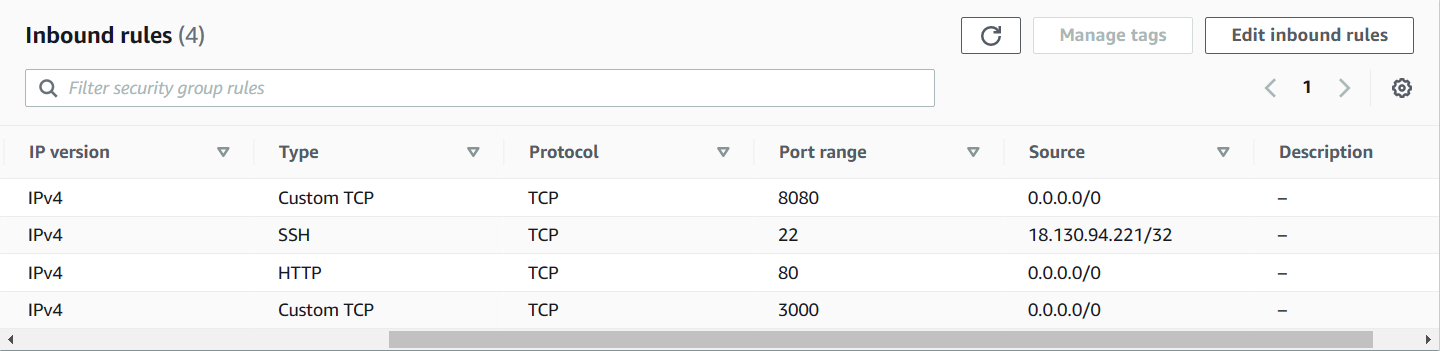 Inbound rules (4) Manage tags Edit inbound rules
Filter security group rules 1
IP version Type Protocol Port range Source Description
IPv4 Custom TCP TCP 8080 0.0.0.0/0 –
IPv4 SSH TCP 22 18.130.94.221/32 –
IPv4 HTTP TCP 80 0.0.0.0/0 –
IPv4 Custom TCP TCP 3000 0.0.0.0/0 –